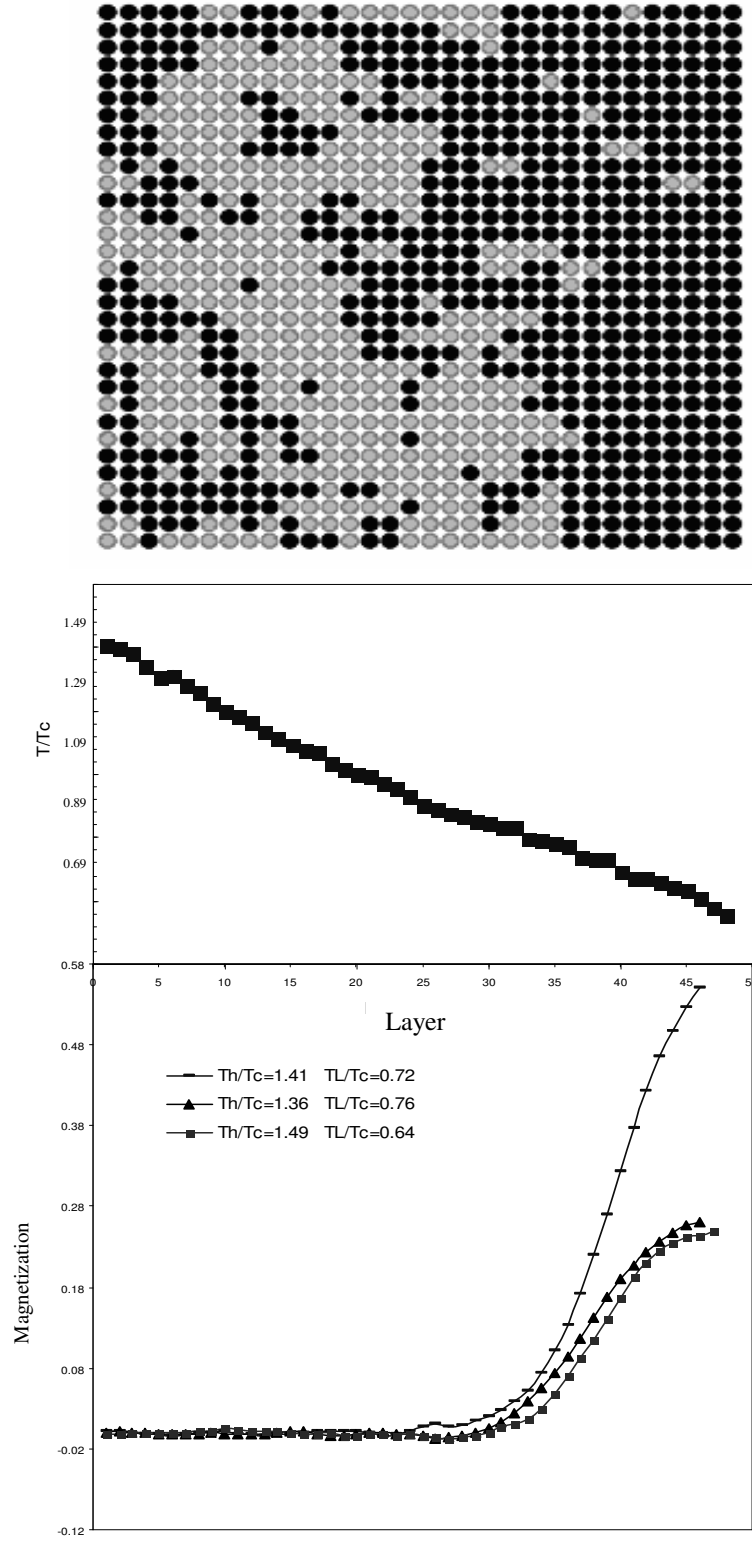 1.49
1.29
1.09
0.89
0.69
T/Tc
0.58
0 5 10 15 20 25 30 35 40 45
Layer
0.48
Th/Tc=1.41 TL/Tc=0.72
Th/Tc=1.36 TL/Tc=0.76
Th/Tc=1.49 TL/Tc=0.64
0.38
0.28
0.18
0.08
-0.02
-0.12
Magnetization